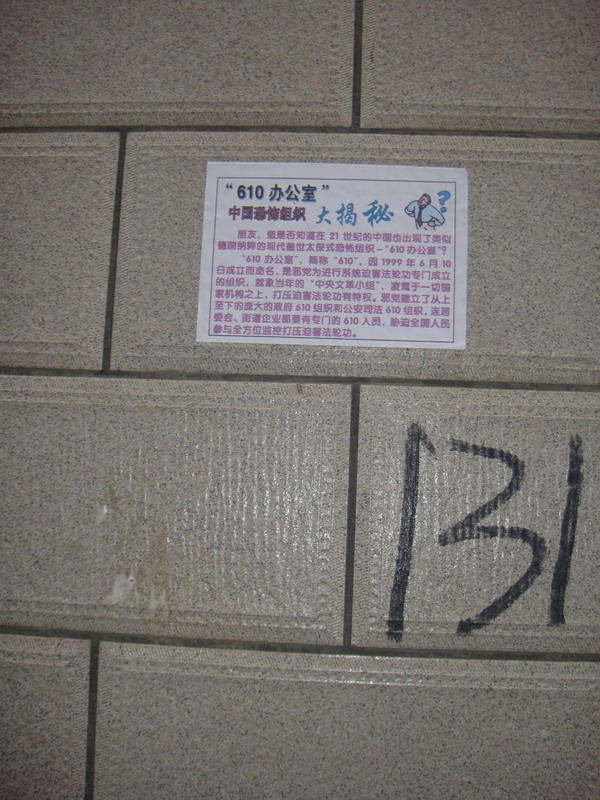 “610 办公室”
中国恐怖组织 大揭秘
?
朋友，您是否知道在 21 世纪的中国也出现了类似
德国纳粹的现代盖世太保式恐怖组织－“610 办公室”？
“610 办公室”，简称“610”，因 1999 年 6 月 10
日成立而命名，是邪党为进行系统迫害法轮功专门成立
的组织，就象当年的“中央文革小组”，凌驾于一切国
家机构之上，打压迫害法轮功有特权。邪党建立了从上
至下的庞大的政府 610 组织和公安司法 610 组织，连居
委会、街道企业都要有专门的 610 人员，胁迫全国人民
参与全方位监控打压迫害法轮功。
131